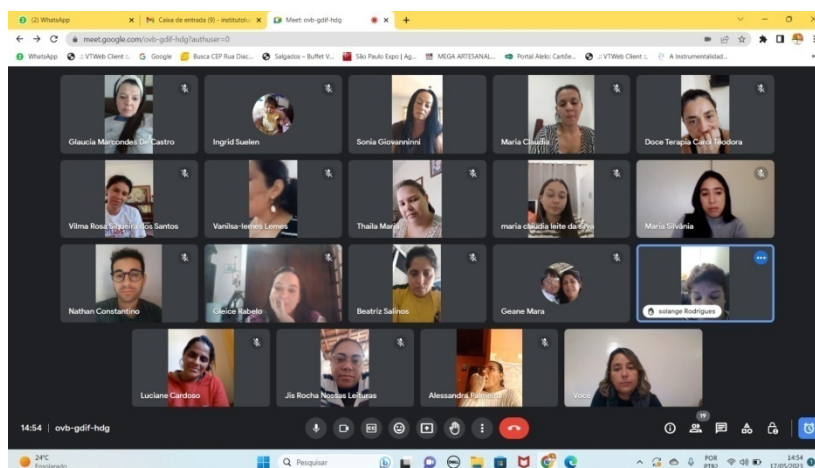 (2) WhatsApp
Caixa de entrada (9) - institutolu
Meet: ovb-gdif-hdg
meet.google.com/ovb-gdif-hdg?authuser=0
WhatsApp
.:: VTWeb Client ::.
Google
Busca CEP Rua Diac...
Salgados – Buffet V...
São Paulo Expo | Ag...
MEGA ARTESANAL...
Portal Alelo: Cartõe...
.:: VTWeb Client ::.
A Instrumentalidad...
Glaucia Marcondes De Castro
Ingrid Suelen
Sonia Giovanninni
Maria Claudia
Doce Terapia Carol Teodora
Vilma Rosa Siqueira dos Santos
Vanilsa-lemes Lemes
Thaila Maria
maria claudia leite da silva
Maria Silvânia
Nathan Constantino
Gleice Rabelo
Beatriz Salinos
Geane Mara
solange Rodrigues
Luciane Cardoso
Jis Rocha Nossas Leituras
Alessandra Palmeira
Você
14:54 | ovb-gdif-hdg
19
24°C
Ensolarado
Pesquisar
POR
PTB2
14:54
17/05/2023